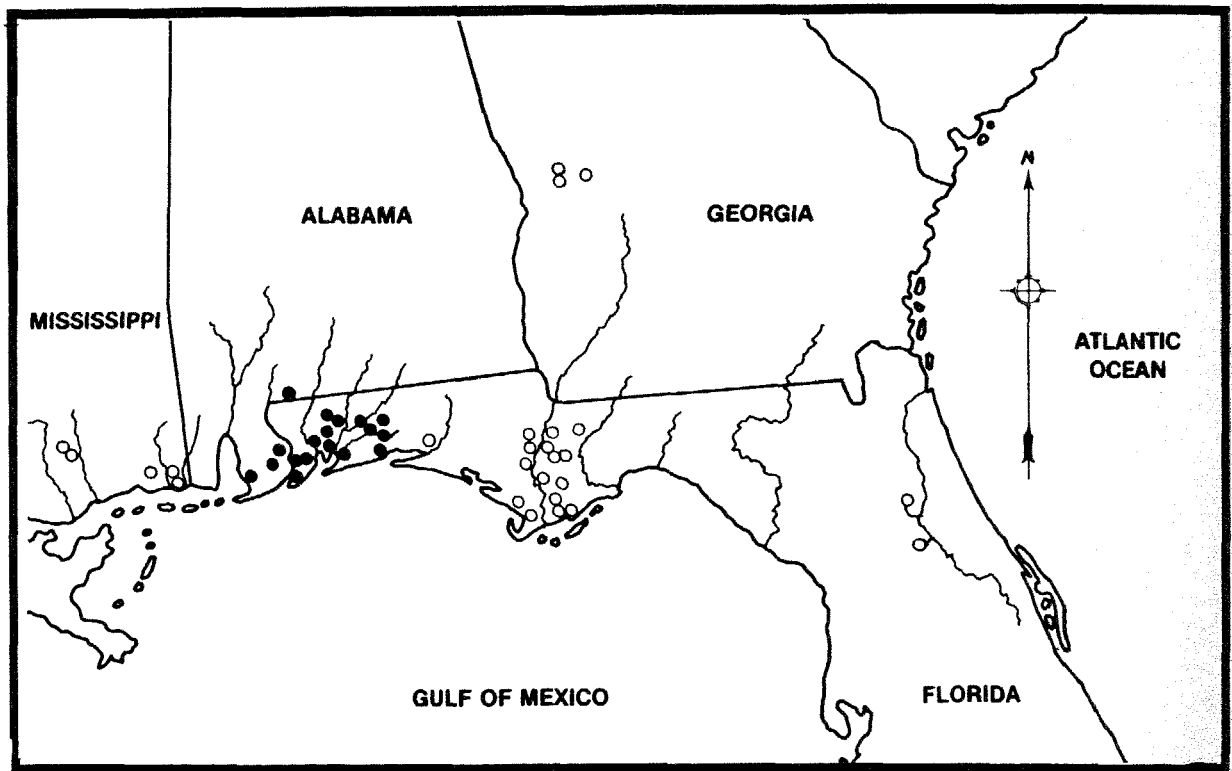 N
ALABAMA
GEORGIA
MISSISSIPPI
ATLANTIC
OCEAN
GULF OF MEXICO
FLORIDA